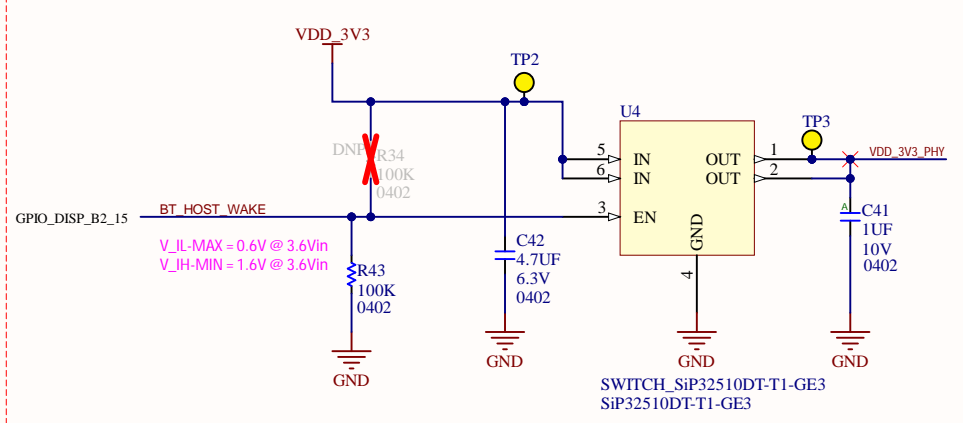 VDD_3V3
TP2
U4
TP3
DNP
R34
100K
0402
5
6
IN
IN
OUT
OUT
1
2
VDD_3V3_PHY
GPIO_DISP_B2_15
BT_HOST_WAKE
3
EN
GND
4
A
C41
1UF
10V
0402
V_IL-MAX = 0.6V @ 3.6Vin
V_IH-MIN = 1.6V @ 3.6Vin
R43
100K
0402
C42
4.7UF
6.3V
0402
GND
GND
GND
GND
SWITCH_SiP32510DT-T1-GE3
SiP32510DT-T1-GE3